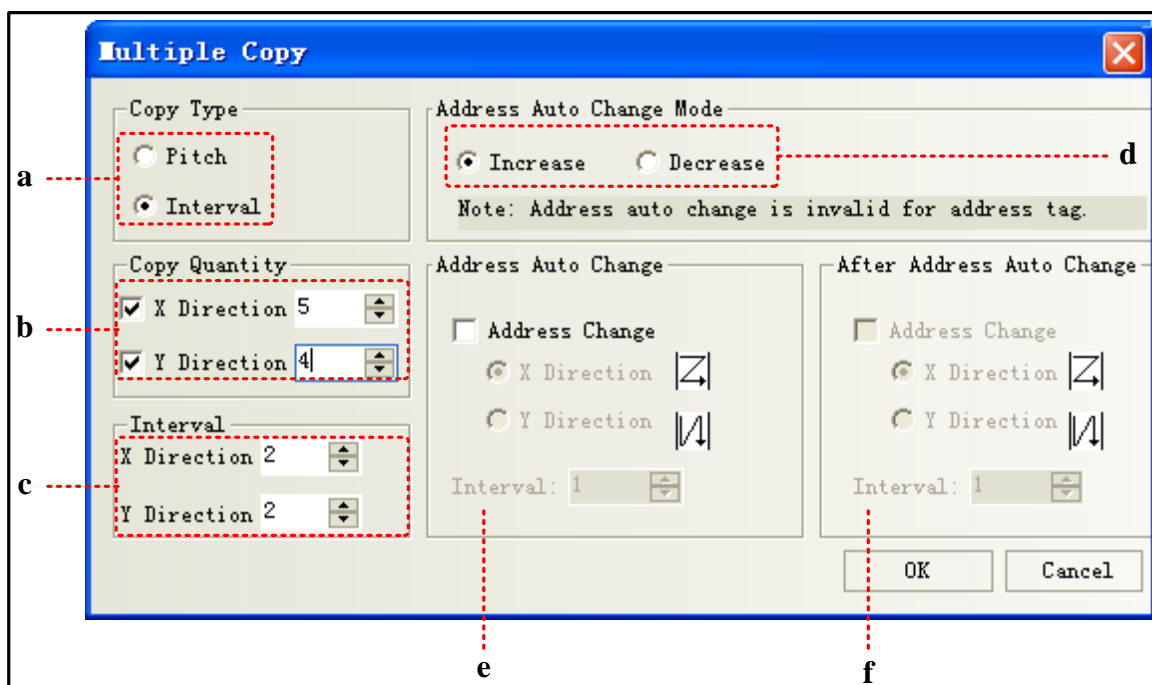 Multiple Copy
Copy Type
Pitch
Interval
Address Auto Change Mode
Increase Decrease
Note: Address auto change is invalid for address tag.
Copy Quantity
X Direction 5
Y Direction 4
Interval
X Direction 2
Y Direction 2
Address Auto Change
Address Change
X Direction
Y Direction
Interval: 1
After Address Auto Change
Address Change
X Direction
Y Direction
Interval: 1
OK Cancel
a
b
c
d
e
f